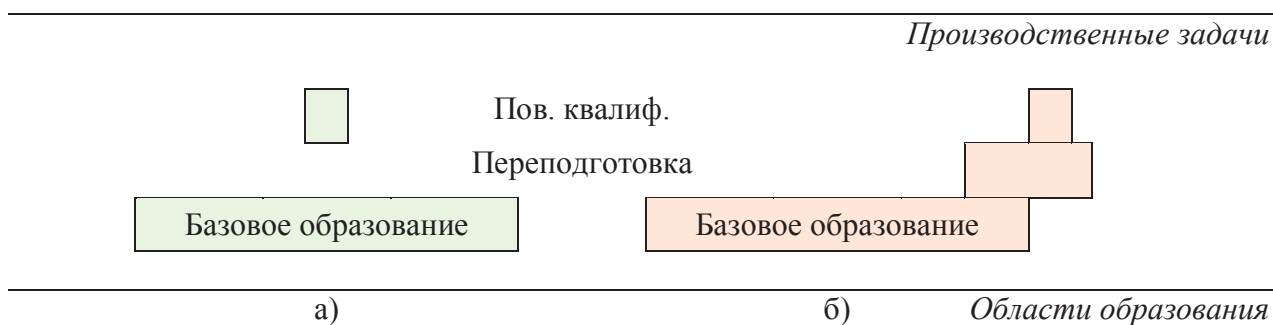 Производственные задачи
Пов. квалиф.
Переподготовка
Базовое образование
Базовое образование
а)
б)
Области образования